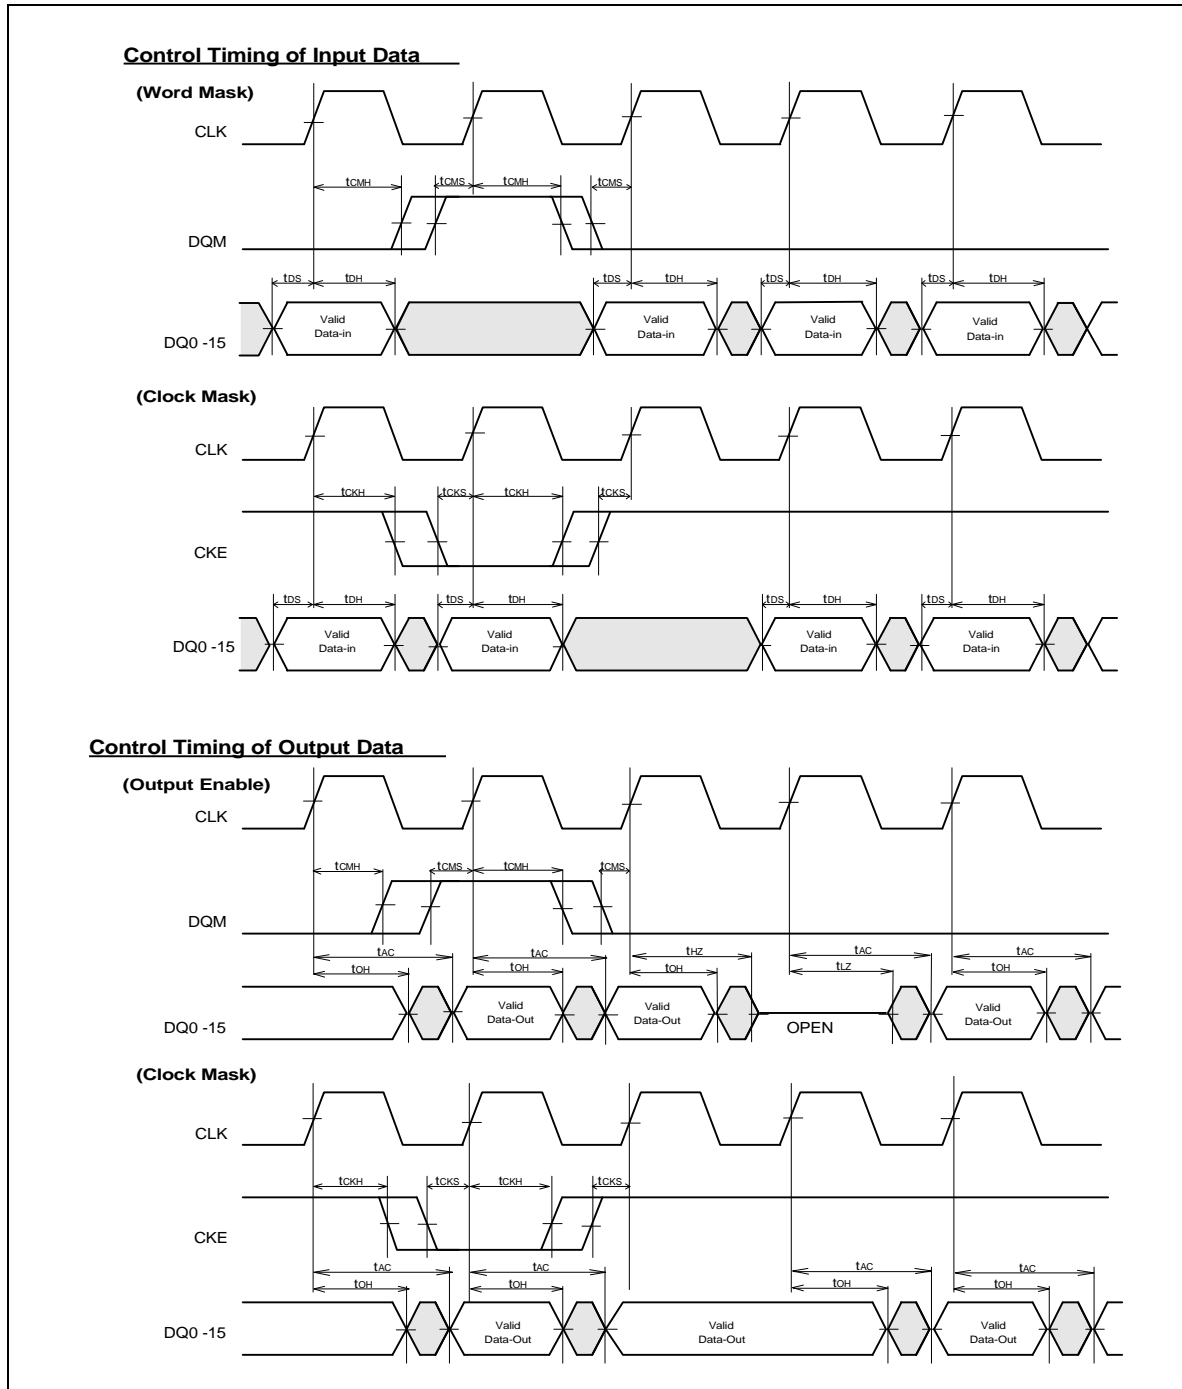 Control Timing of Input Data
(Word Mask)
CLK
tCMH tCMS tCMH tCMS
DQM
tDS tDH tDS tDH tDS tDH tDS tDH
Valid Data-in Valid Data-in Valid Data-in Valid Data-in
DQ0 -15
(Clock Mask)
CLK
tCKH tCKS tCKH tCKS
CKE
tDS tDH tDS tDH tDS tDH tDS tDH
Valid Data-in Valid Data-in Valid Data-in Valid Data-in
DQ0 -15
Control Timing of Output Data
(Output Enable)
CLK
tCMH tCMS tCMH tCMS
DQM
tAC tAC tHZ tAC tAC
tOH tOH tOH tLZ tOH
Valid Data-Out Valid Data-Out Valid Data-Out
DQ0 -15 OPEN
(Clock Mask)
CLK
tCKH tCKS tCKH tCKS
CKE
tAC tAC tAC tAC
tOH tOH tOH tOH
Valid Data-Out Valid Data-Out Valid Data-Out
DQ0 -15